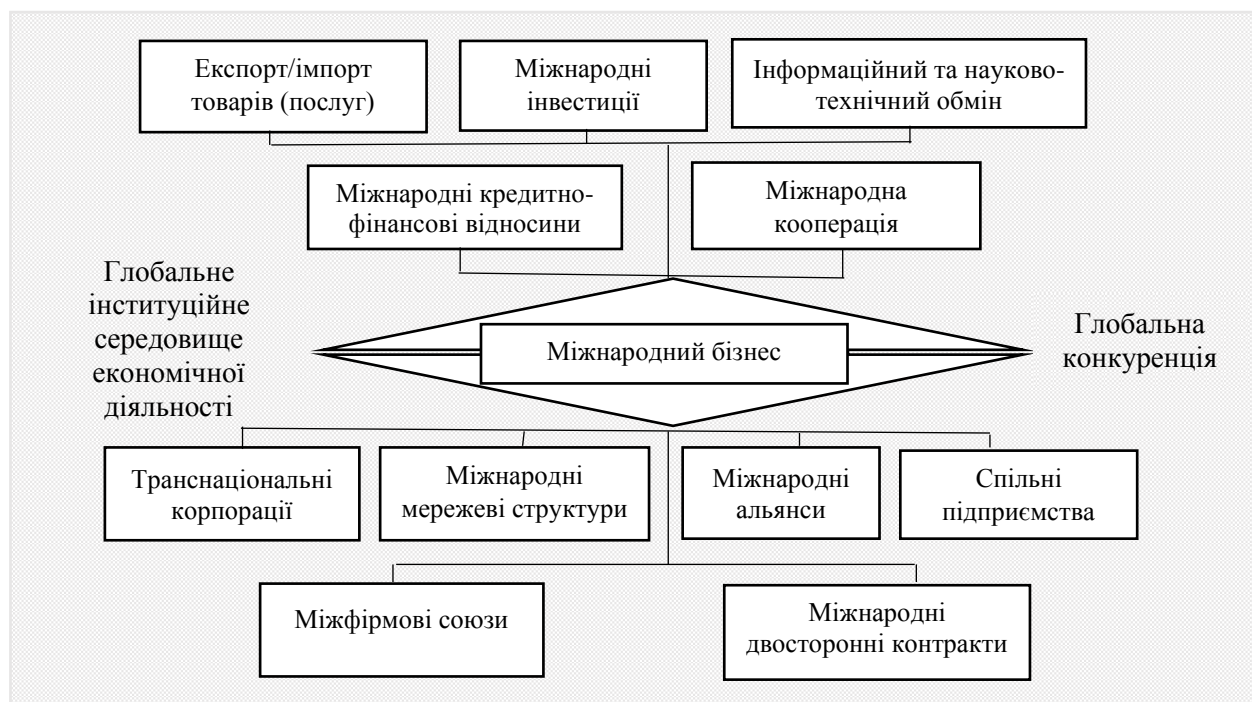 Експорт/імпорт
товарів (послуг)
Міжнародні
інвестиції
Інформаційний та науково-
технічний обмін
Міжнародні кредитно-
фінансові відносини
Міжнародна
кооперація
Глобальне
інституційне
середовище
економічної
діяльності
Міжнародний бізнес
Глобальна
конкуренція
Транснаціональні
корпорації
Міжнародні
мережеві структури
Міжнародні
альянси
Спільні
підприємства
Міжфірмові союзи
Міжнародні
двосторонні контракти